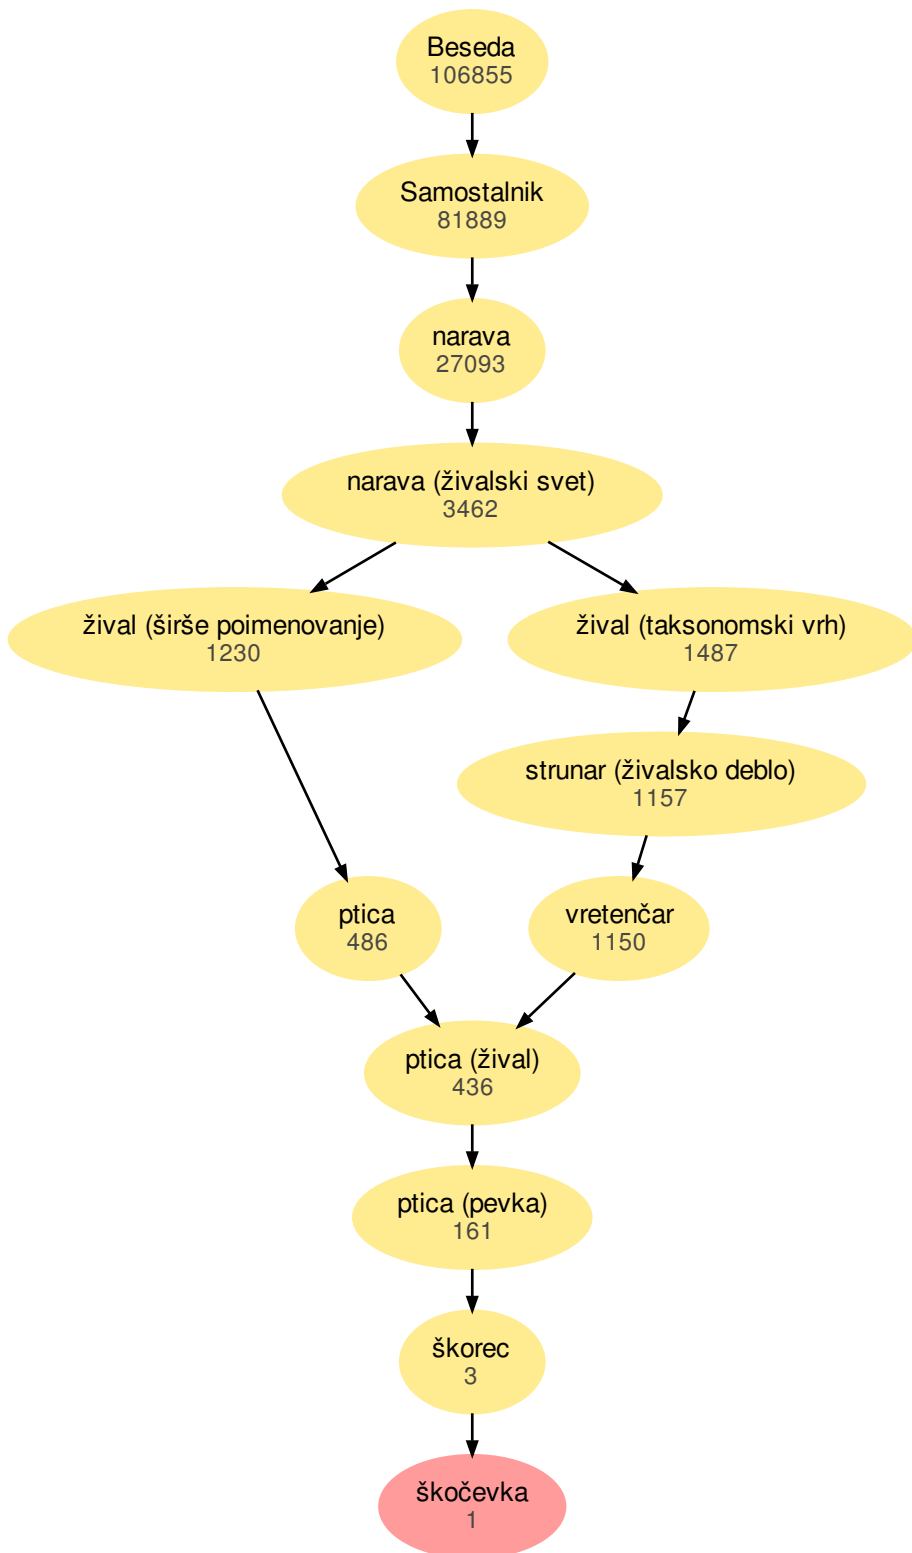 Beseda
106855
Samostalnik
81889
narava
27093
narava (živalski svet)
3462
žival (širše poimenovanje)
1230
žival (taksonomski vrh)
1487
strunar (živalsko deblo)
1157
ptica
486
vretenčar
1150
ptica (žival)
436
ptica (pevka)
161
škorec
3
škočevka
1